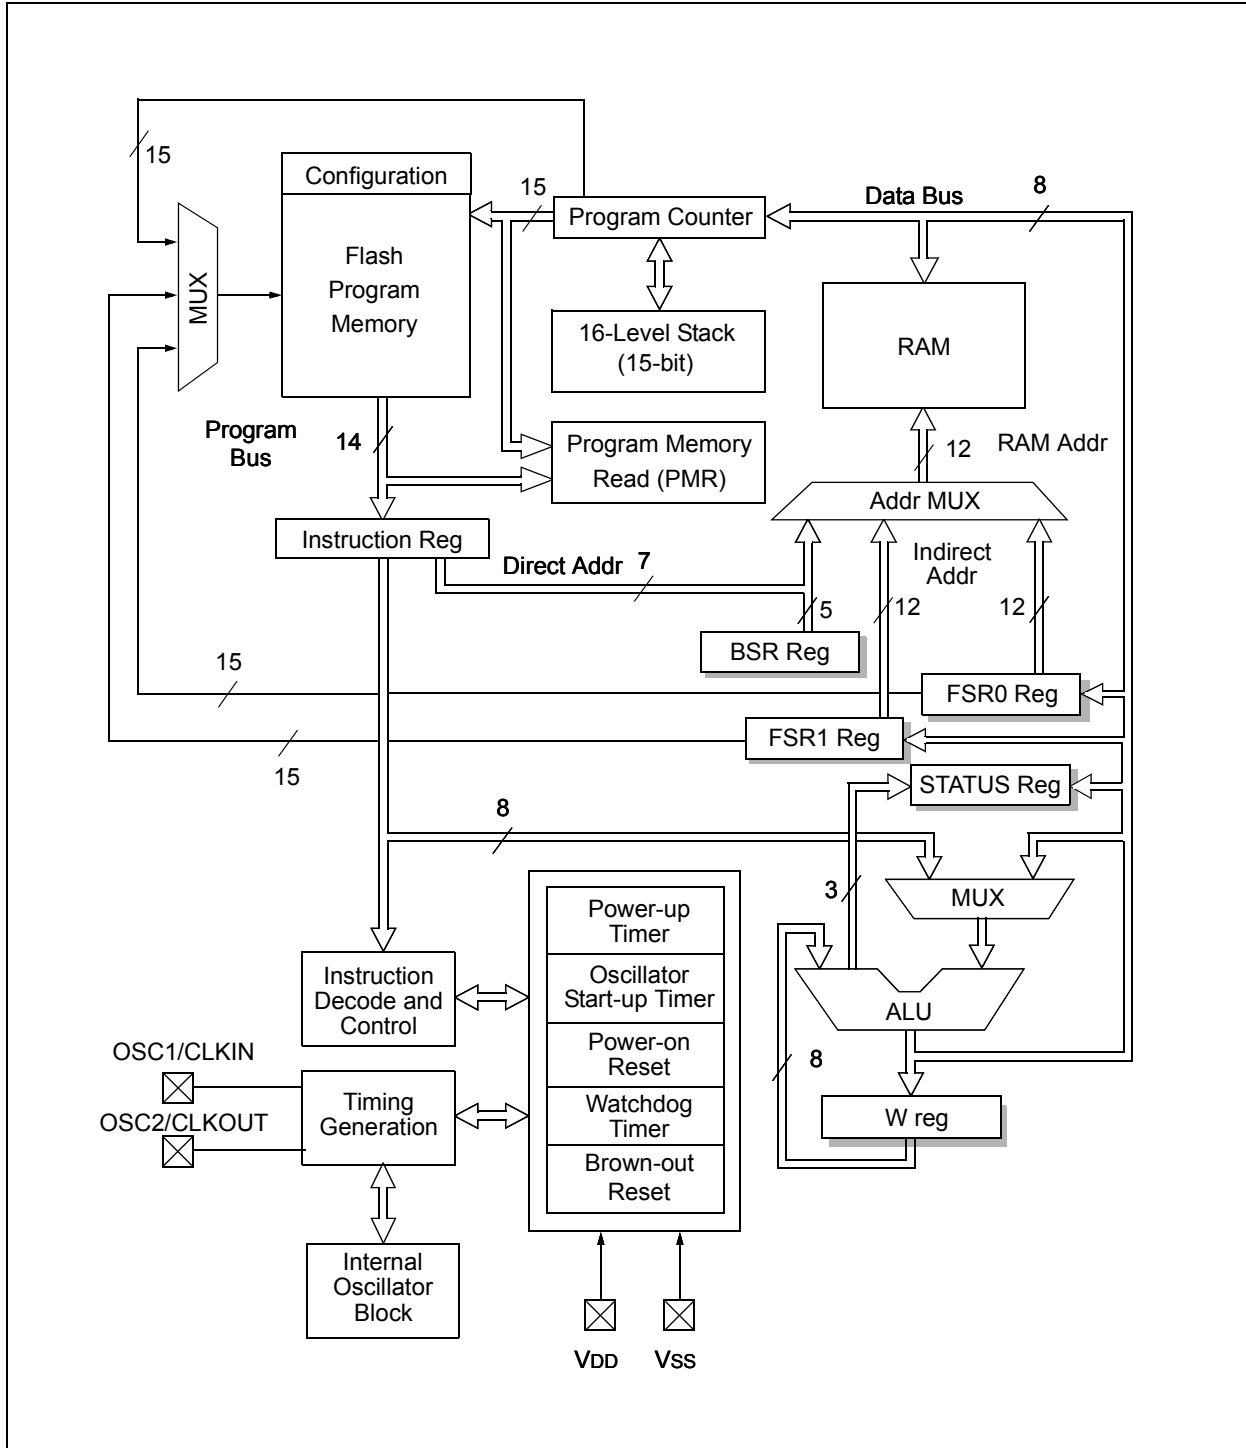 15
Configuration
Flash
Program
Memory
MUX
15
Program Counter
Data Bus
8
16-Level Stack
(15-bit)
RAM
Program
Bus
14
Program Memory
Read (PMR)
12
RAM Addr
Addr MUX
Instruction Reg
Direct Addr
7
Indirect
Addr
5
12
12
BSR Reg
15
FSR0 Reg
FSR1 Reg
15
STATUS Reg
8
3
MUX
Power-up
Timer
Oscillator
Start-up Timer
Power-on
Reset
Watchdog
Timer
Brown-out
Reset
Instruction
Decode and
Control
ALU
8
W reg
OSC1/CLKIN
OSC2/CLKOUT
Timing
Generation
Internal
Oscillator
Block
VDD
VSS